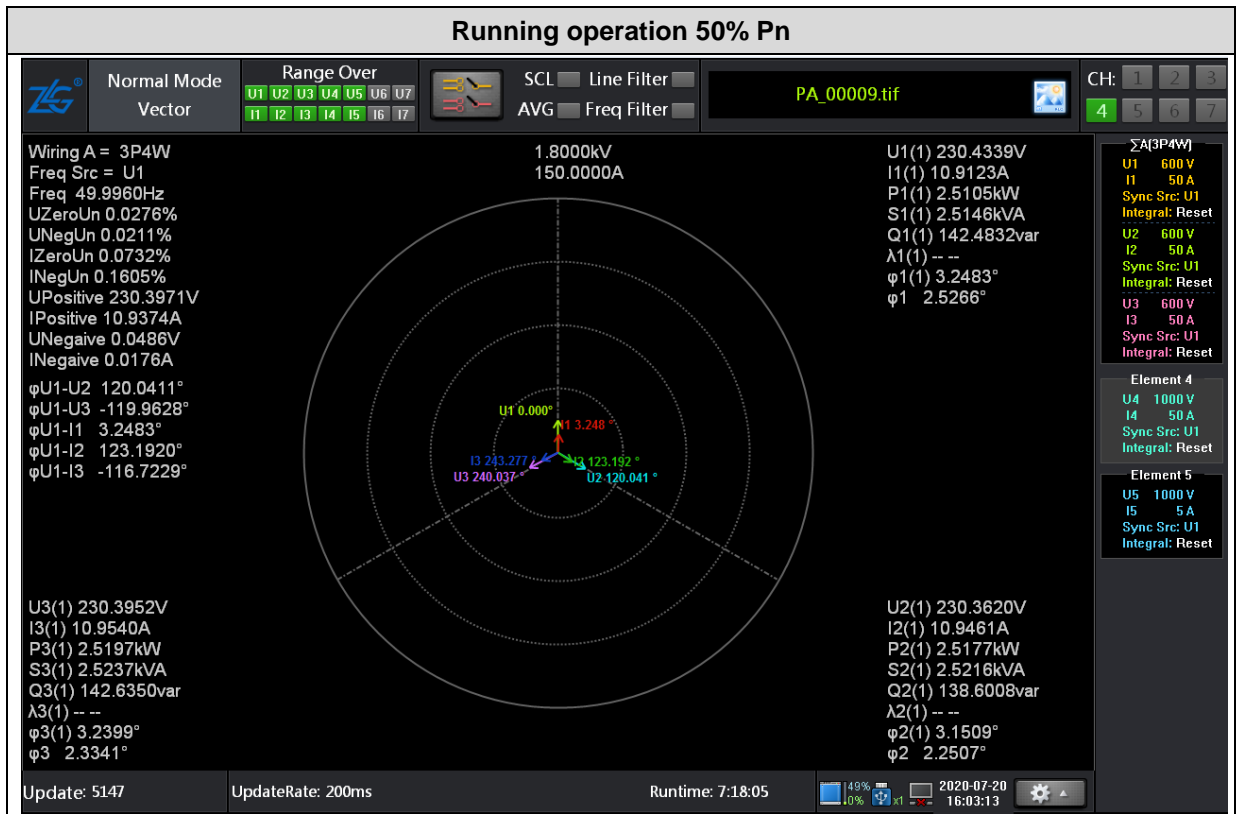 Running operation 50% Pn
ZLG®
Normal Mode
Vector
Range Over
U1 U2 U3 U4 U5 U6 U7
I1 I2 I3 I4 I5 I6 I7
SCL Line Filter
AVG Freq Filter
PA_00009.tif
CH: 1 2 3
4 5 6 7
Wiring A = 3P4W
Freq Src = U1
Freq 49.9960Hz
UZeroUn 0.0276%
UNegUn 0.0211%
IZeroUn 0.0732%
INegUn 0.1605%
UPositive 230.3971V
IPositive 10.9374A
UNegaive 0.0486V
INegaive 0.0176A
φU1-U2 120.0411°
φU1-U3 -119.9628°
φU1-I1 3.2483°
φU1-I2 123.1920°
φU1-I3 -116.7229°
1.8000kV
150.0000A
U1(1) 230.4339V
I1(1) 10.9123A
P1(1) 2.5105kW
S1(1) 2.5146kVA
Q1(1) 142.4832var
λ1(1) -- --
φ1(1) 3.2483°
φ1 2.5266°
U1 0.000°
I1 3.248 °
I3 243.277 °
I2 123.192 °
U3 240.037 °
U2 120.041 °
U3(1) 230.3952V
I3(1) 10.9540A
P3(1) 2.5197kW
S3(1) 2.5237kVA
Q3(1) 142.6350var
λ3(1) -- --
φ3(1) 3.2399°
φ3 2.3341°
U2(1) 230.3620V
I2(1) 10.9461A
P2(1) 2.5177kW
S2(1) 2.5216kVA
Q2(1) 138.6008var
λ2(1) -- --
φ2(1) 3.1509°
φ2 2.2507°
∑A(3P4W)
U1 600 V
I1 50 A
Sync Src: U1
Integral: Reset
U2 600 V
I2 50 A
Sync Src: U1
Integral: Reset
U3 600 V
I3 50 A
Sync Src: U1
Integral: Reset
Element 4
U4 1000 V
I4 50 A
Sync Src: U1
Integral: Reset
Element 5
U5 1000 V
I5 5 A
Sync Src: U1
Integral: Reset
Update: 5147
UpdateRate: 200ms
Runtime: 7:18:05
49%
0%
x1
2020-07-20
16:03:13